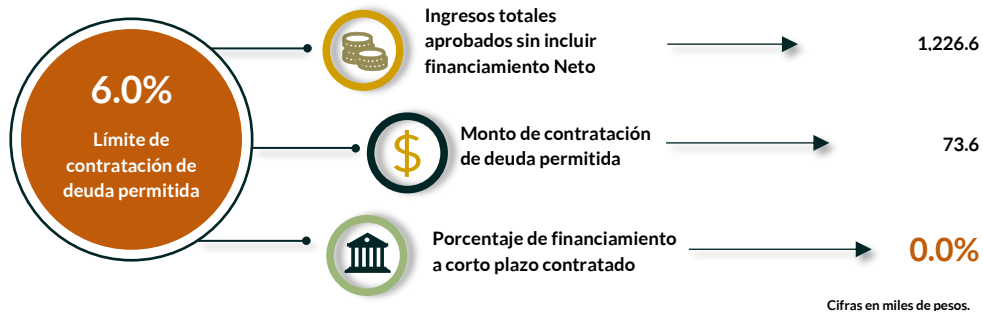 6.0%
Límite de
contratación de
deuda permitida
Ingresos totales
aprobados sin incluir
financiamiento Neto
1,226.6
$
Monto de contratación
de deuda permitida
73.6
Porcentaje de financiamiento
a corto plazo contratado
0.0%
Cifras en miles de pesos.